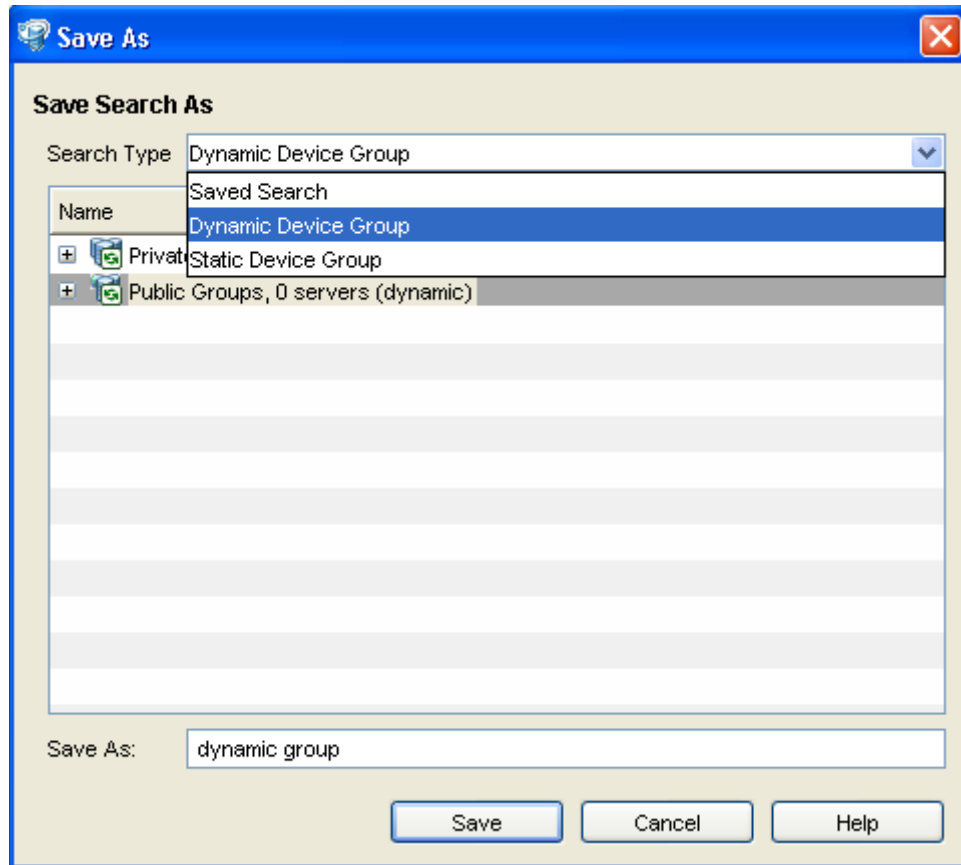 Save As
Save Search As
Search Type Dynamic Device Group
Saved Search
Name
Dynamic Device Group
Static Device Group
Public Groups, 0 servers (dynamic)
Save As: dynamic group
Save Cancel Help